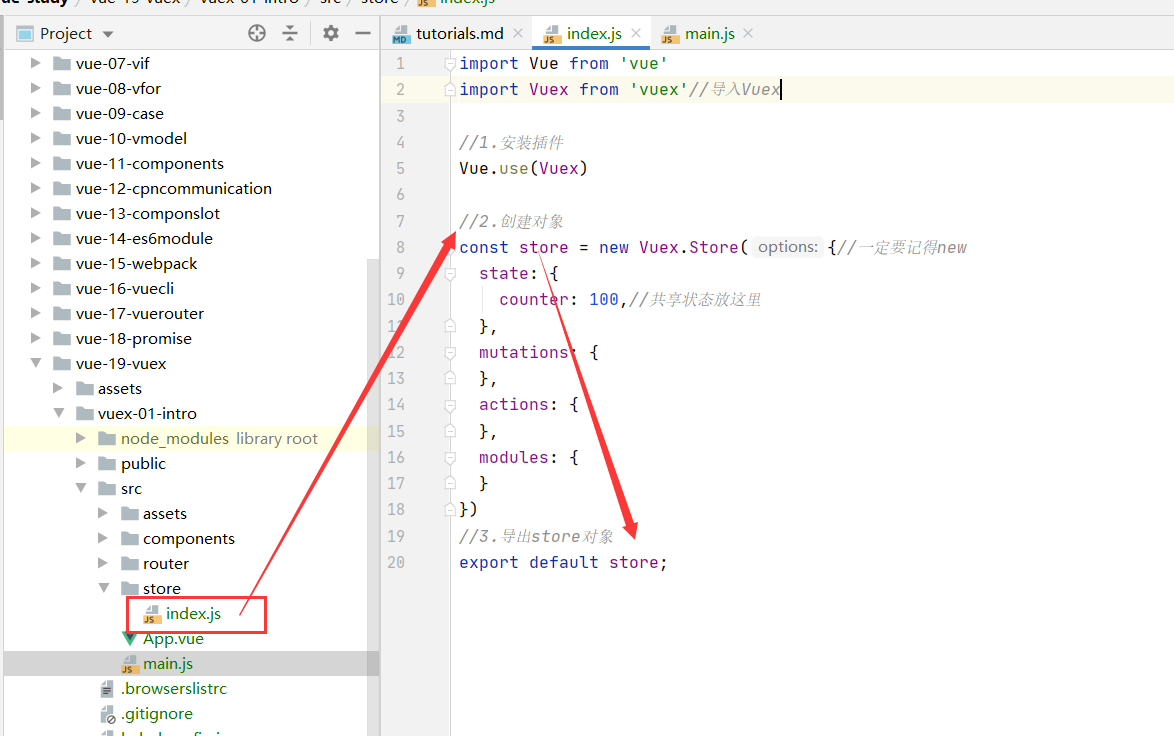 vue-study / vue-19-vuex / vuex-01-intro / src / store / index.js
Project
tutorials.md
index.js
main.js
vue-07-vif
vue-08-vfor
vue-09-case
vue-10-vmodel
vue-11-components
vue-12-cpncommunication
vue-13-componslot
vue-14-es6module
vue-15-webpack
vue-16-vuecli
vue-17-vuerouter
vue-18-promise
vue-19-vuex
assets
vuex-01-intro
node_modules library root
public
src
assets
components
router
store
index.js
App.vue
main.js
.browserslistrc
.gitignore
1 import Vue from 'vue'
2 import Vuex from 'vuex'//导入Vuex
3
4 //1.安装插件
5 Vue.use(Vuex)
6
7 //2.创建对象
8 const store = new Vuex.Store( options: {//一定要记得new
9 state: {
10 counter: 100,//共享状态放这里
11 },
12 mutations: {
13 },
14 actions: {
15 },
16 modules: {
17 }
18 })
19 //3.导出store对象
20 export default store;